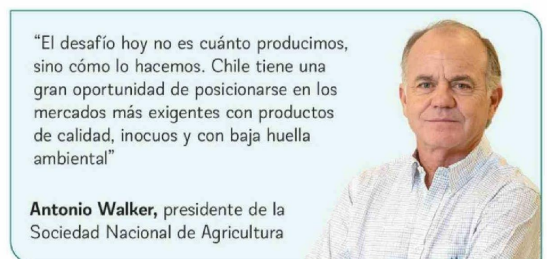 “El desafío hoy no es cuánto producimos,
sino cómo lo hacemos. Chile tiene una
gran oportunidad de posicionarse en los
mercados más exigentes con productos
de calidad, inocuos y con baja huella
ambiental”
Antonio Walker, presidente de la
Sociedad Nacional de Agricultura